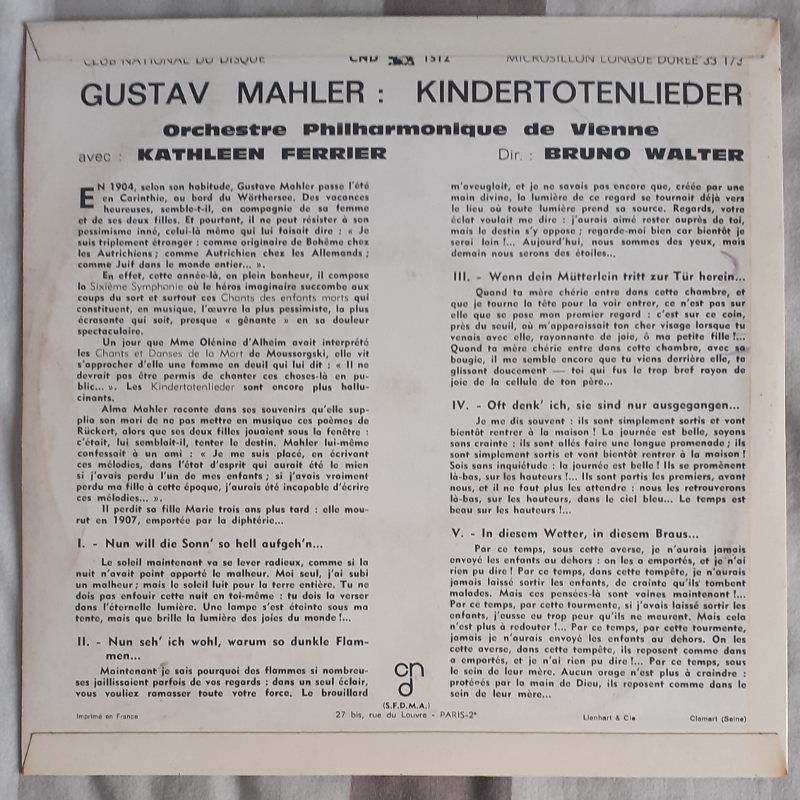 CLUB NATIONAL DU DISQUE
CND 1512
MICROSILLON LONGUE DUREE 33 1/3
GUSTAV MAHLER : KINDERTOTENLIEDER
Orchestre Philharmonique de Vienne
avec : KATHLEEN FERRIER
Dir. : BRUNO WALTER
EN 1904, selon son habitude, Gustave Mahler passe l'été
en Carinthie, au bord du Wörthersee. Des vacances
heureuses, semble-t-il, en compagnie de sa femme
et de ses deux filles. Et pourtant, il ne peut résister à son
pessimisme inné, celui-là même qui lui faisait dire : « Je
suis triplement étranger : comme originaire de Bohême chez
les Autrichiens ; comme Autrichien chez les Allemands ;
comme Juif dans le monde entier... ».
En effet, cette année-là, en plein bonheur, il compose
la Sixième Symphonie où le héros imaginaire succombe aux
coups du sort et surtout ces Chants des enfants morts qui
constituent, en musique, l'œuvre la plus pessimiste, la plus
écrasante qui soit, presque « gênante » en sa douleur
spectaculaire.
Un jour que Mme Olénine d'Alheim avait interprété
les Chants et Danses de la Mort de Moussorgski, elle vit
s'approcher d'elle une femme en deuil qui lui dit : « Il ne
devrait pas être permis de chanter ces choses-là en pu-
blic... ». Les Kindertotenlieder sont encore plus hallu-
cinants.
Alma Mahler raconte dans ses souvenirs qu'elle sup-
plia son mari de ne pas mettre en musique ces poèmes de
Rückert, alors que ses deux filles jouaient sous la fenêtre :
c'était, lui semblait-il, tenter le destin. Mahler lui-même
confessait à un ami : « Je me suis placé, en écrivant
ces mélodies, dans l'état d'esprit qui aurait été le mien
si j'avais perdu l'un de mes enfants ; si j'avais vraiment
perdu ma fille à cette époque, j'aurais été incapable d'écrire
ces mélodies... ».
Il perdit sa fille Marie trois ans plus tard : elle mou-
rut en 1907, emportée par la diphtérie...
I. - Nun will die Sonn' so hell aufgeh'n...
Le soleil maintenant va se lever radieux, comme si la
nuit n'avait point apporté le malheur. Moi seul, j'ai subi
un malheur ; mais le soleil luit pour la terre entière. Tu ne
dois pas enfouir cette nuit en toi-même : tu dois la verser
dans l'éternelle lumière. Une lampe s'est éteinte sous ma
tente, mais que brille la lumière des joies du monde !...
II. - Nun seh' ich wohl, warum so dunkle Flam-
men...
Maintenant je sais pourquoi des flammes si nombreu-
ses jaillissaient parfois de vos regards : dans un seul éclair,
vous vouliez ramasser toute votre force. Le brouillard
m'aveuglait, et je ne savais pas encore que, créée par une
main divine, la lumière de ce regard se tournait déjà vers
le lieu où toute lumière prend sa source. Regards, votre
éclat voulait me dire : j'aurais aimé rester auprès de toi,
mais le destin s'y oppose ; regarde-moi bien car bientôt je
serai loin !... Aujourd'hui, nous sommes des yeux, mais
demain nous serons des étoiles...
III. - Wenn dein Mütterlein tritt zur Tür herein...
Quand ta mère chérie entre dans cette chambre, et
que je tourne la tête pour la voir entrer, ce n'est pas sur
elle que se pose mon premier regard : c'est sur ce coin,
près du seuil, où m'apparaissait ton cher visage lorsque tu
venais avec elle, rayonnante de joie, ô ma petite fille !...
Quand ta mère chérie entre dans cette chambre, avec sa
bougie, il me semble encore que tu viens derrière elle, te
glissant doucement — toi qui fus le trop bref rayon de
joie de la cellule de ton père...
IV. - Oft denk' ich, sie sind nur ausgegangen...
Je me dis souvent : ils sont simplement sortis et vont
bientôt rentrer à la maison ! La journée est belle, soyons
sans crainte : ils sont allés faire une longue promenade ; ils
sont simplement sortis et vont bientôt rentrer à la maison !
Sois sans inquiétude : la journée est belle ! Ils se promènent
là-bas, sur les hauteurs !... Ils sont partis les premiers, avant
nous, et il ne faut plus les attendre : nous les retrouverons
là-bas, sur les hauteurs, dans le ciel bleu... Le temps est
beau sur les hauteurs !...
V. - In diesem Wetter, in diesem Braus...
Par ce temps, sous cette averse, je n'aurais jamais
envoyé les enfants au dehors : on les a emportés, et je n'ai
rien pu dire ! Par ce temps, dans cette tempête, je n'aurais
jamais laissé sortir les enfants, de crainte qu'ils tombent
malades. Mais ces pensées-là sont vaines maintenant !...
Par ce temps, par cette tourmente, si j'avais laissé sortir les
enfants, j'eusse eu trop peur qu'ils ne meurent. Mais cela
n'est plus à redouter !... Par ce temps, par cette tourmente,
jamais je n'aurais envoyé les enfants au dehors. On les
cette averse, dans cette tempête, ils reposent comme dans
a emportés, et je n'ai rien pu dire !... Par ce temps, sous
le sein de leur mère. Aucun orage n'est plus à craindre :
protégés par la main de Dieu, ils reposent comme dans le
sein de leur mère...
cnd
(S.F.D.M.A.)
Imprimé en France
27 bis, rue du Louvre - PARIS-2e
Lienhart & Cie
Clamart (Seine)